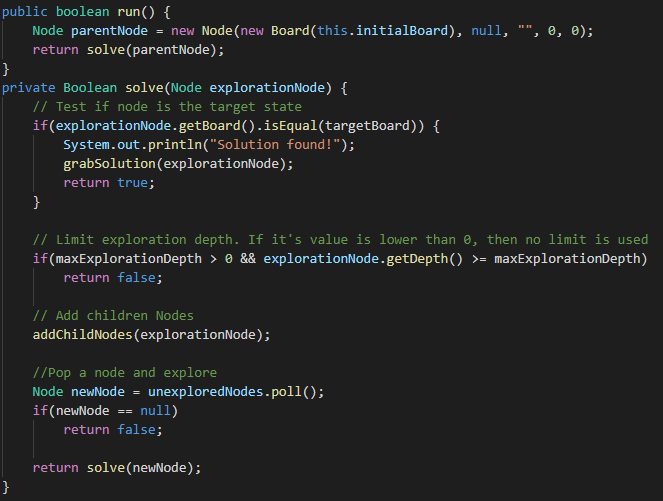 public boolean run() {
    Node parentNode = new Node(new Board(this.initialBoard), null, "", 0, 0);
    return solve(parentNode);
}
private Boolean solve(Node explorationNode) {
    // Test if node is the target state
    if(explorationNode.getBoard().isEqual(targetBoard)) {
        System.out.println("Solution found!");
        grabSolution(explorationNode);
        return true;
    }

    // Limit exploration depth. If it's value is lower than 0, then no limit is used
    if(maxExplorationDepth > 0 && explorationNode.getDepth() >= maxExplorationDepth)
        return false;

    // Add children Nodes
    addChildNodes(explorationNode);

    //Pop a node and explore
    Node newNode = unexploredNodes.poll();
    if(newNode == null)
        return false;

    return solve(newNode);
}